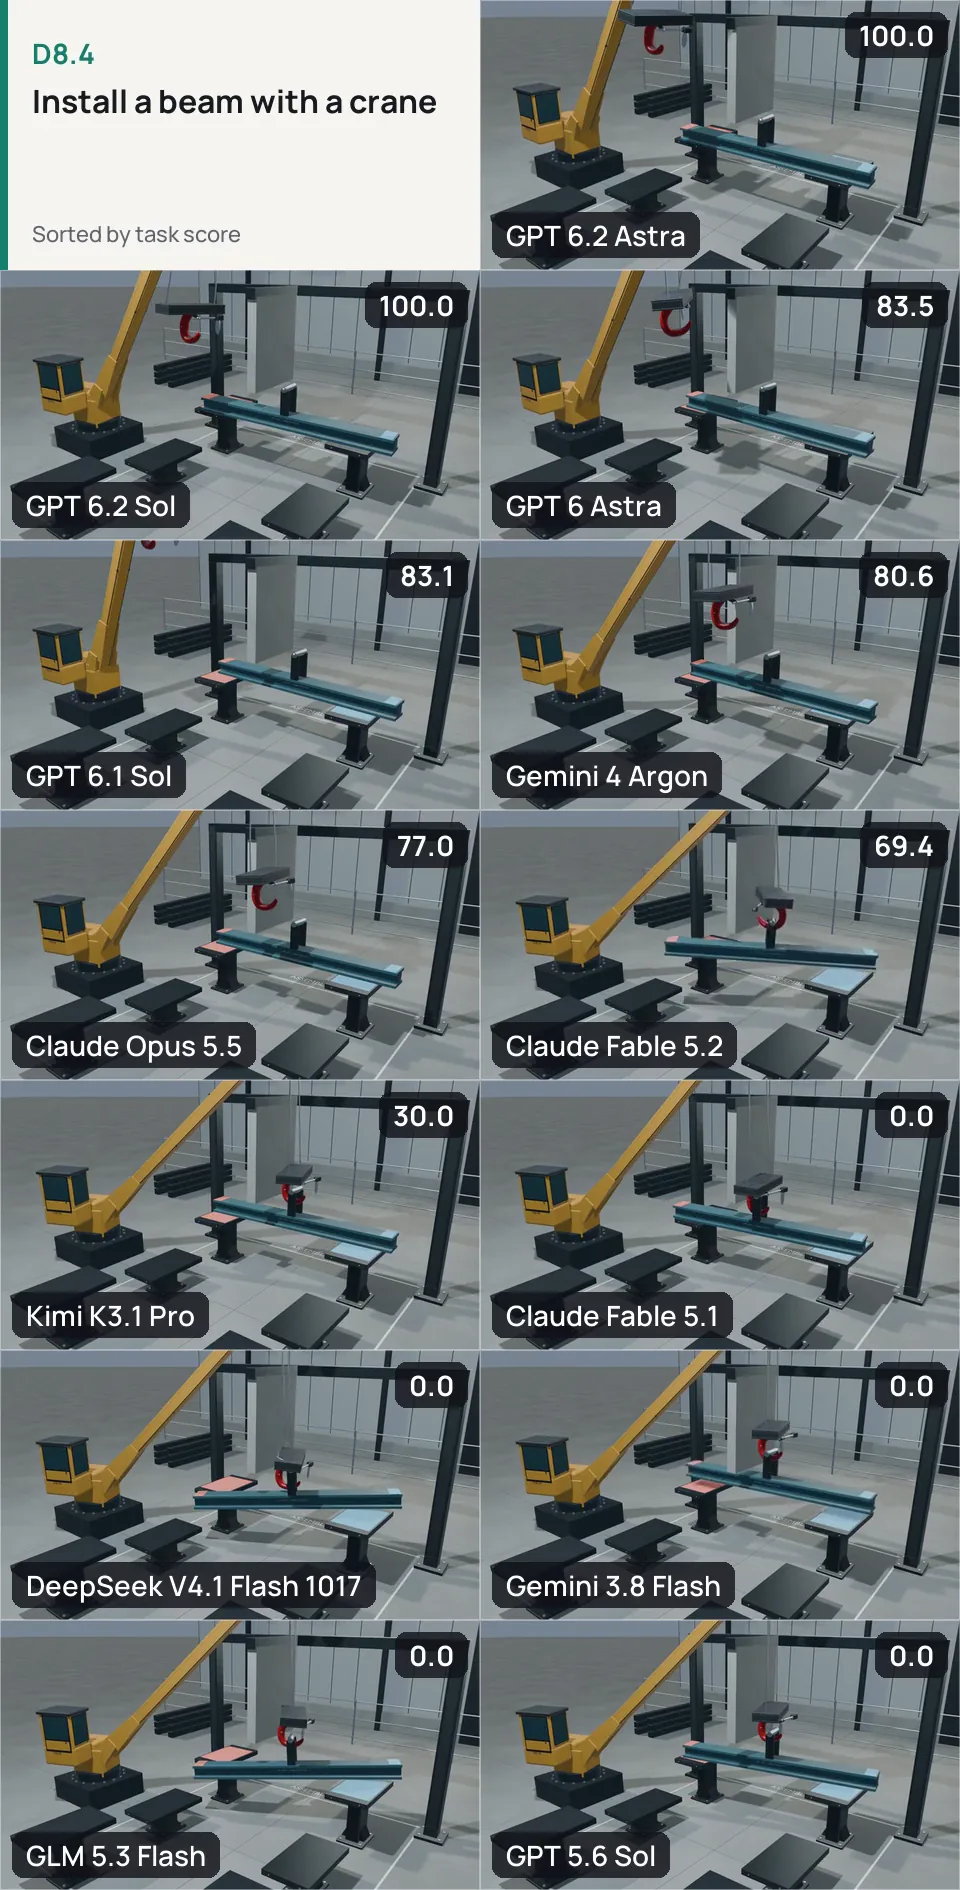 D8.4
Install a beam with a crane
Sorted by task score
100.0
GPT 6.2 Astra
100.0
GPT 6.2 Sol
83.5
GPT 6 Astra
83.1
GPT 6.1 Sol
80.6
Gemini 4 Argon
77.0
Claude Opus 5.5
69.4
Claude Fable 5.2
30.0
Kimi K3.1 Pro
0.0
Claude Fable 5.1
0.0
DeepSeek V4.1 Flash 1017
0.0
Gemini 3.8 Flash
0.0
GLM 5.3 Flash
0.0
GPT 5.6 Sol